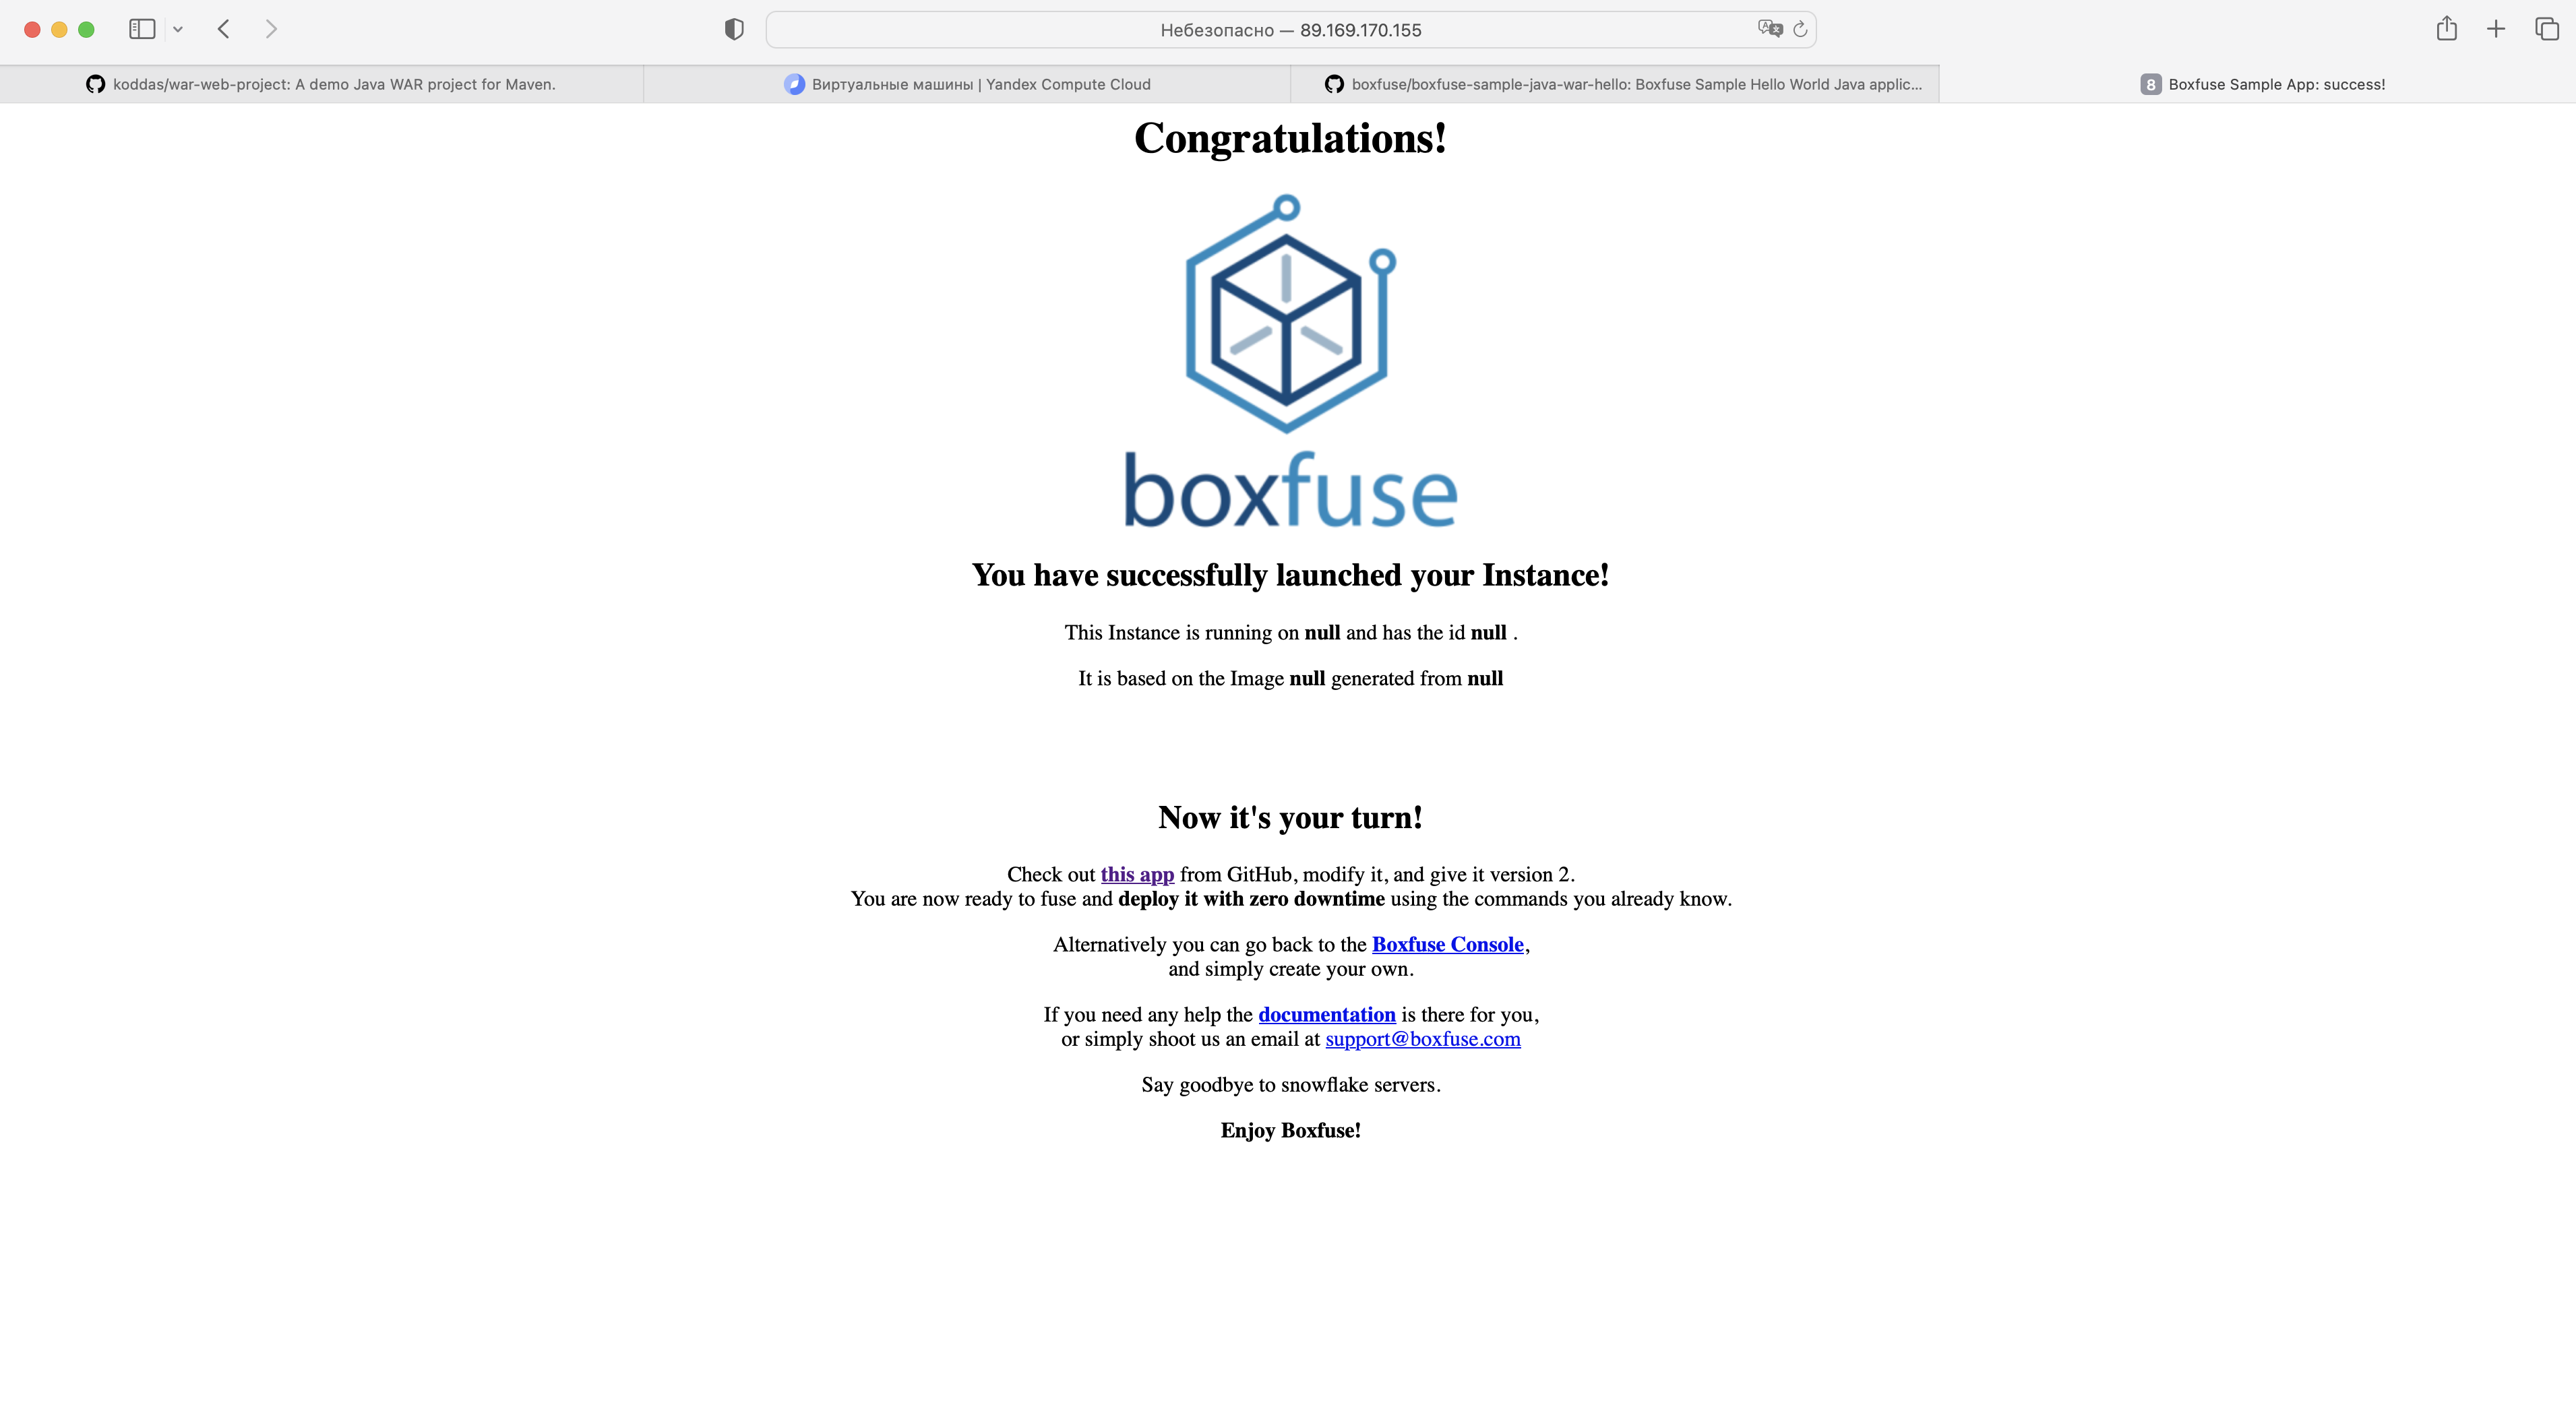 Небезопасно — 89.169.170.155
koddas/war-web-project: A demo Java WAR project for Maven.
Виртуальные машины | Yandex Compute Cloud
boxfuse/boxfuse-sample-java-war-hello: Boxfuse Sample Hello World Java applic...
8 Boxfuse Sample App: success!
Congratulations!
boxfuse
You have successfully launched your Instance!
This Instance is running on null and has the id null .
It is based on the Image null generated from null
Now it's your turn!
Check out this app from GitHub, modify it, and give it version 2.
You are now ready to fuse and deploy it with zero downtime using the commands you already know.
Alternatively you can go back to the Boxfuse Console,
and simply create your own.
If you need any help the documentation is there for you,
or simply shoot us an email at support@boxfuse.com
Say goodbye to snowflake servers.
Enjoy Boxfuse!